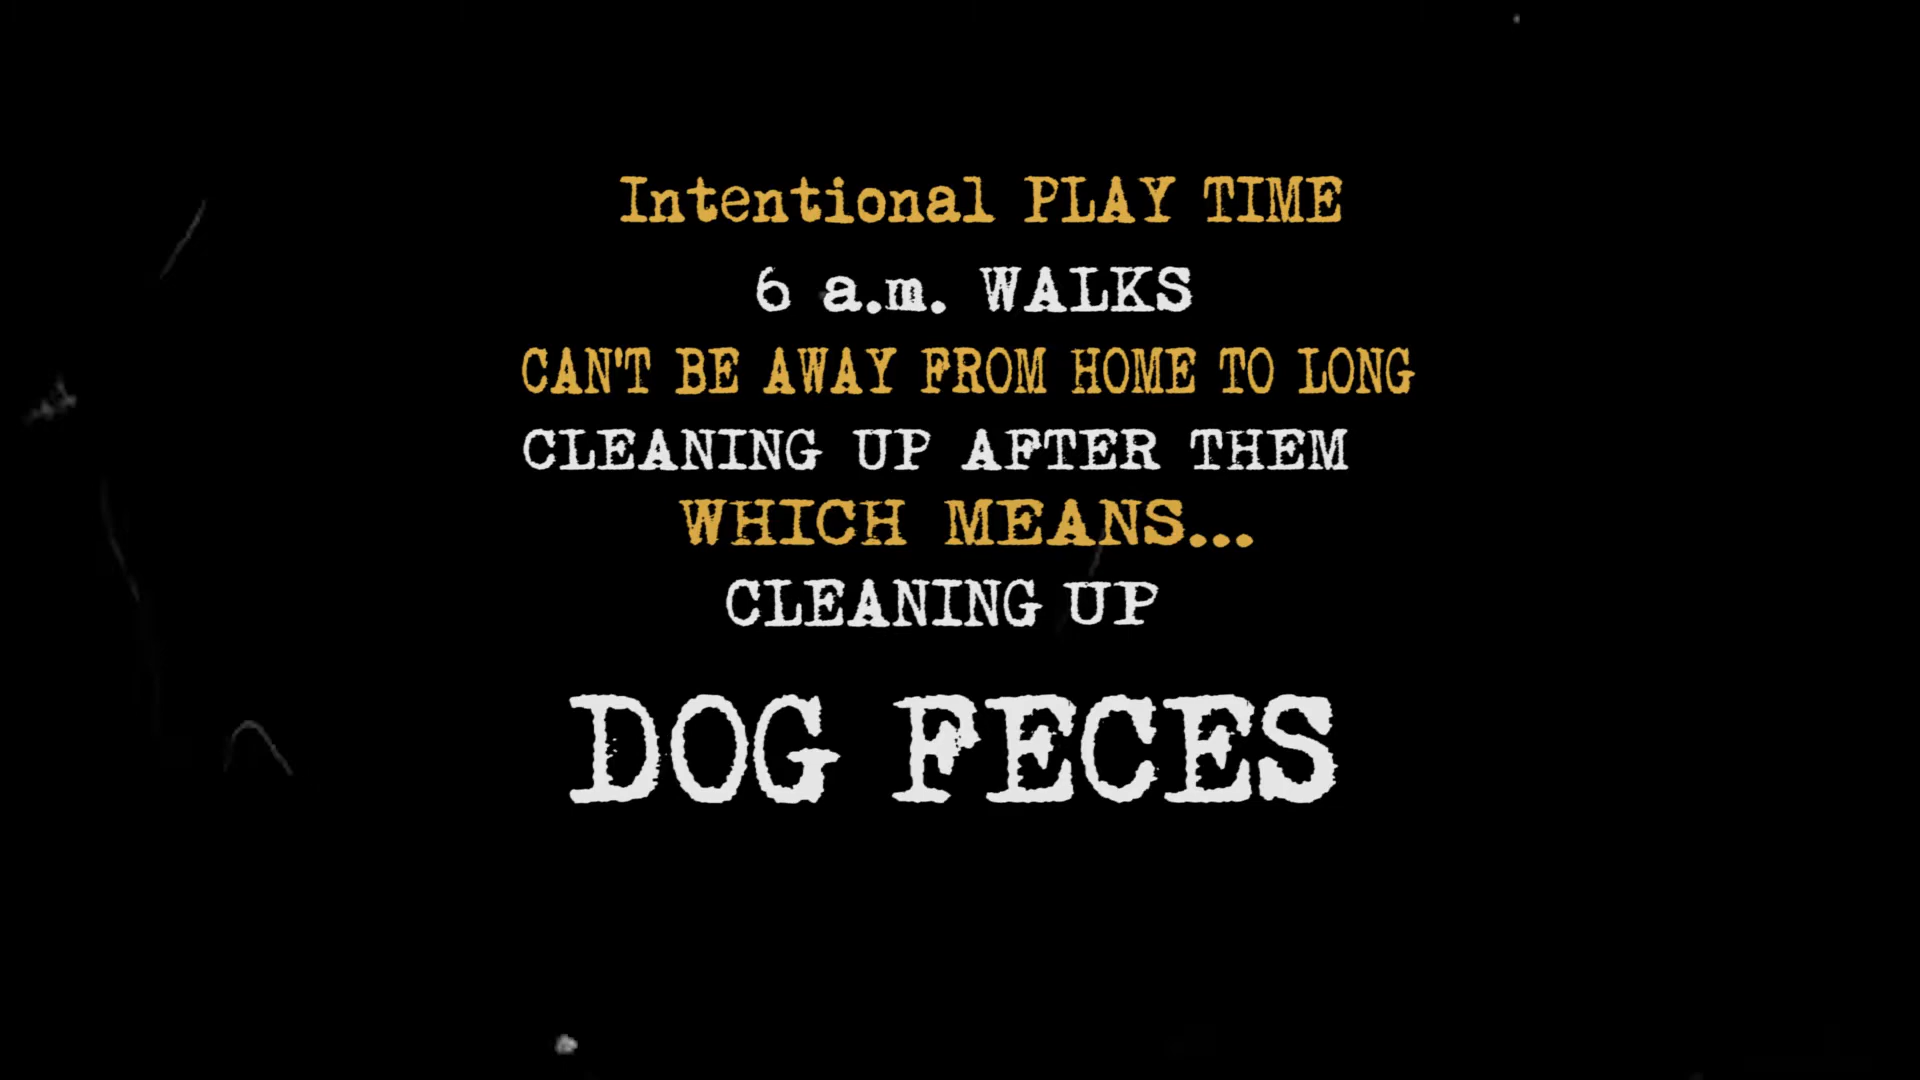 Intentional PLAY TIME
6 a.m. WALKS
CAN'T BE AWAY FROM HOME TO LONG
CLEANING UP AFTER THEM
WHICH MEANS...
CLEANING UP
DOG FECES